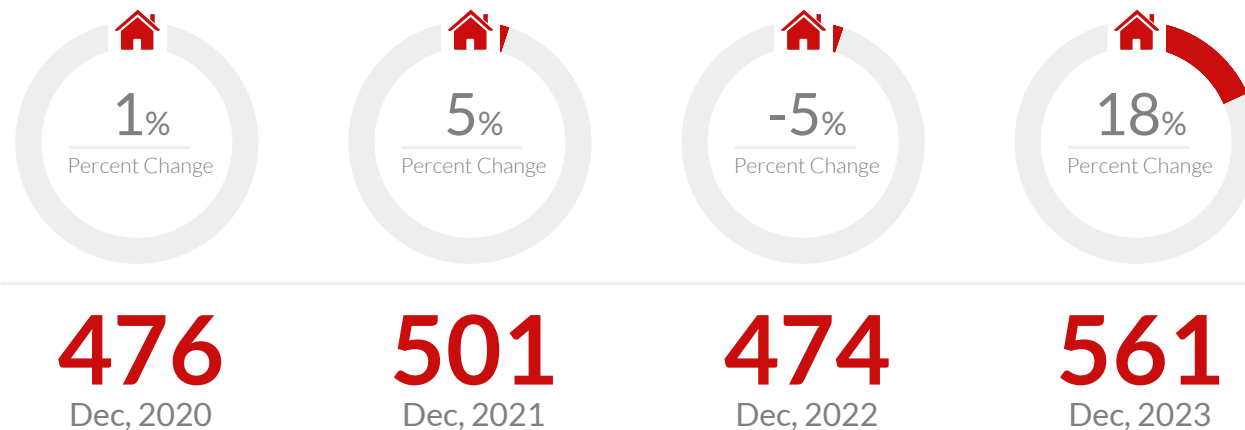 1% 5% -5% 18%
Percent Change Percent Change Percent Change Percent Change
476 501 474 561
Dec, 2020 Dec, 2021 Dec, 2022 Dec, 2023